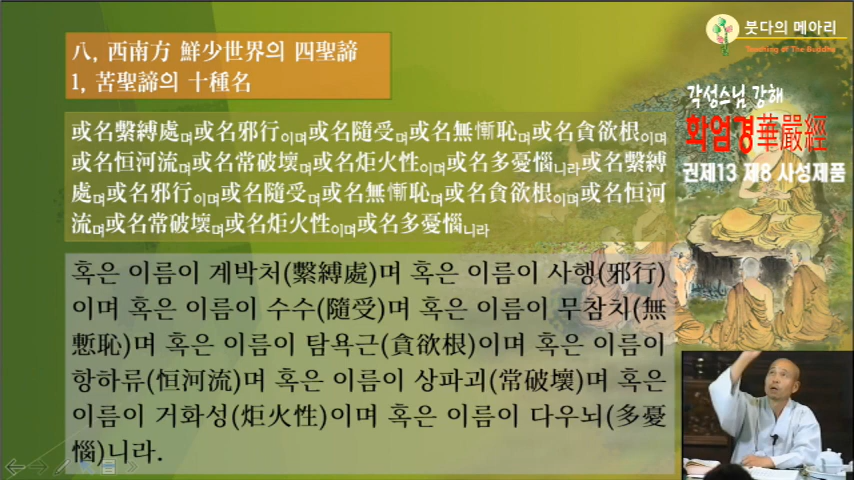 八, 西南方 鮮少世界의 四聖諦
1, 苦聖諦의 十種名
或名繫縛處며或名邪行이며或名隨受며或名無慚恥며或名貪欲根이며
或名恒河流며或名常破壞며或名炬火性이며或名多憂惱니라或名繫縛
處며或名邪行이며或名隨受며或名無慚恥며或名貪欲根이며或名恒河
流며或名常破壞며或名炬火性이며或名多憂惱니라
혹은 이름이 계박처(繫縛處)며 혹은 이름이 사행(邪行)
이며 혹은 이름이 수수(隨受)며 혹은 이름이 무참치(無
慙恥)며 혹은 이름이 탐욕근(貪欲根)이며 혹은 이름이
항하류(恒河流)며 혹은 이름이 상파괴(常破壞)며 혹은
이름이 거화성(炬火性)이며 혹은 이름이 다우뇌(多憂
惱)니라.
붓다의 메아리
Teaching of The Buddha
각성스님 강해
화엄경華嚴經
권제13 제8 사성제품